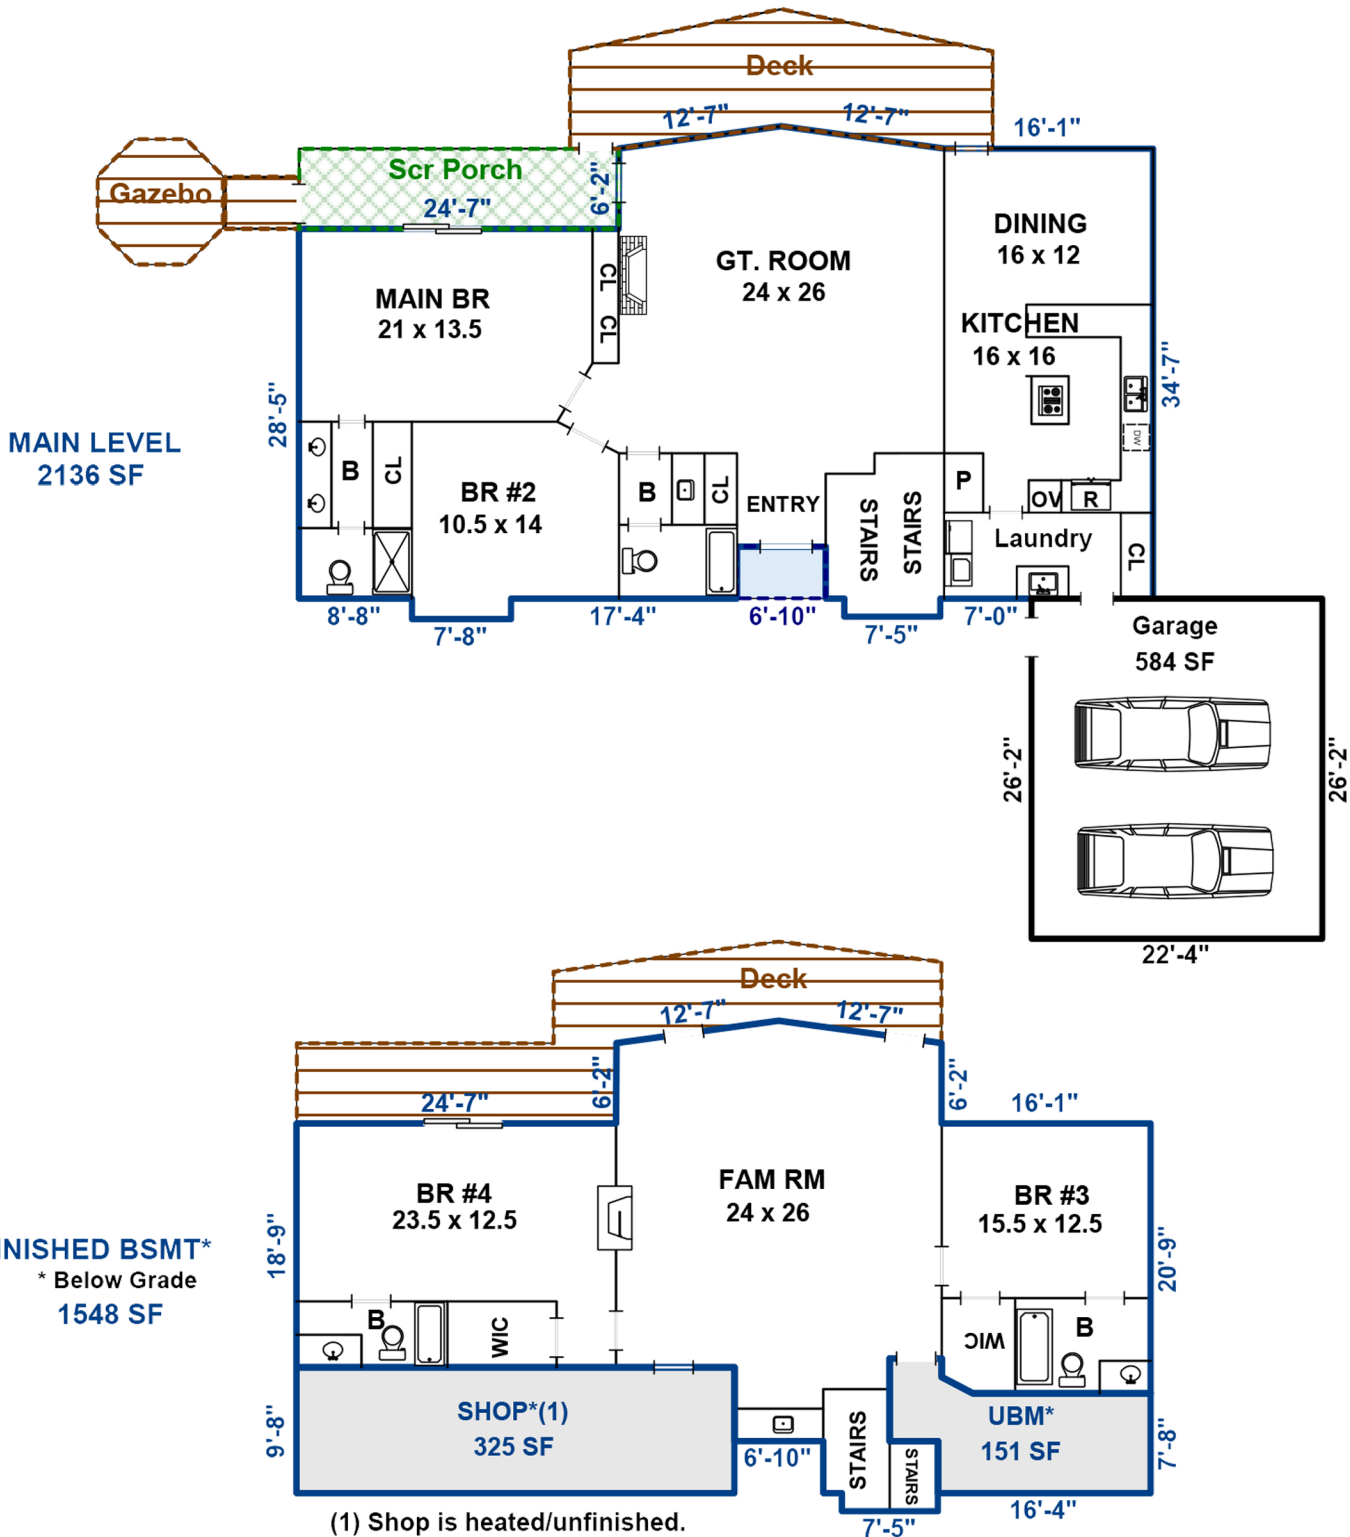 Deck
12'-7"
12'-7"
16'-1"
Scr Porch
24'-7"
6'-2"
Gazebo
DINING
16 x 12
GT. ROOM
24 x 26
CL
CL
MAIN BR
21 x 13.5
KITCHEN
16 x 16
34'-7"
28'-5"
MAIN LEVEL
2136 SF
DW
B
CL
BR #2
10.5 x 14
B
CL
ENTRY
STAIRS
STAIRS
P
OV
R
Laundry
CL
8'-8"
7'-8"
17'-4"
6'-10"
7'-5"
7'-0"
Garage
584 SF
26'-2"
26'-2"
22'-4"
Deck
12'-7"
12'-7"
6'-2"
6'-2"
24'-7"
16'-1"
BR #4
23.5 x 12.5
FAM RM
24 x 26
BR #3
15.5 x 12.5
18'-9"
20'-9"
INISHED BSMT*
* Below Grade
1548 SF
B
WIC
WIC
B
SHOP*(1)
325 SF
9'-8"
6'-10"
STAIRS
STAIRS
UBM*
151 SF
7'-8"
16'-4"
7'-5"
(1) Shop is heated/unfinished.